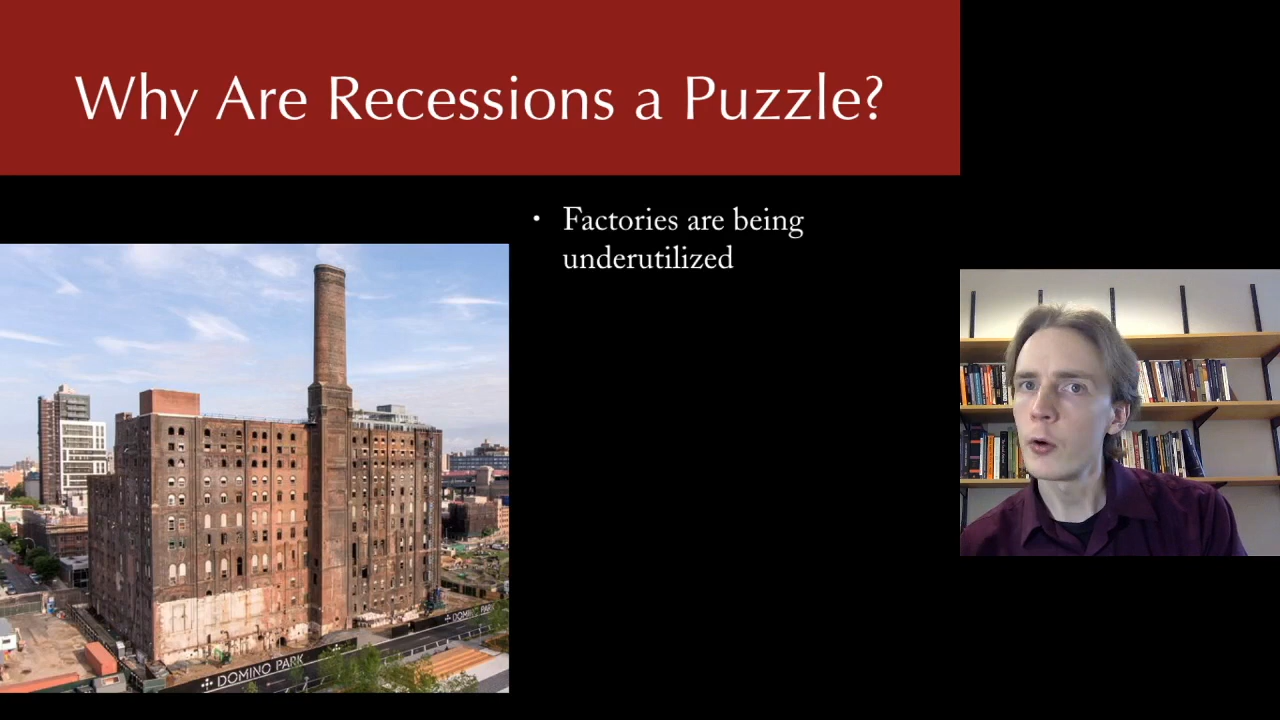 Why Are Recessions a Puzzle?
• Factories are being
underutilized
DOMINO PARK
DOMINO PARK